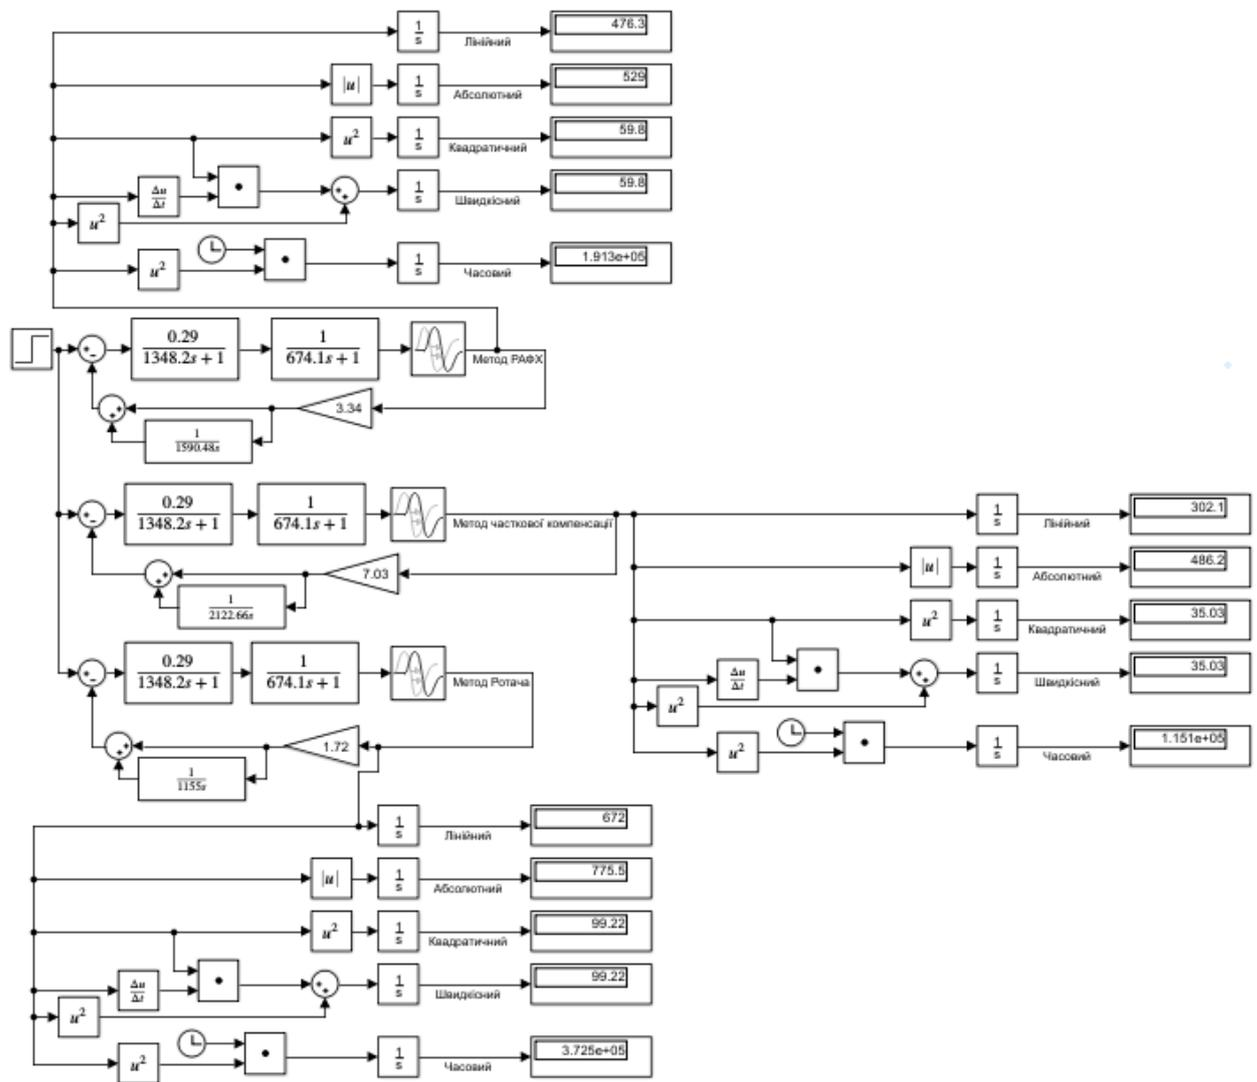 1
s
Лінійний
476.3
|u|
1
s
Абсолютний
529
u²
1
s
Квадратичний
59.8
Δu
Δt
1
s
Швидкісний
59.8
u²
u²
1
s
Часовий
1.913e+05
0.29
1348.2s + 1
1
674.1s + 1
Метод РАФХ
3.34
1
1590.48s
0.29
1348.2s + 1
1
674.1s + 1
Метод часткової компенсації
7.03
1
2122.66s
1
s
Лінійний
302.1
|u|
1
s
Абсолютний
486.2
u²
1
s
Квадратичний
35.03
Δu
Δt
1
s
Швидкісний
35.03
u²
u²
1
s
Часовий
1.151e+05
0.29
1348.2s + 1
1
674.1s + 1
Метод Ротача
1.72
1
1155s
1
s
Лінійний
672
|u|
1
s
Абсолютний
775.5
u²
1
s
Квадратичний
99.22
Δu
Δt
1
s
Швидкісний
99.22
u²
u²
1
s
Часовий
3.725e+05